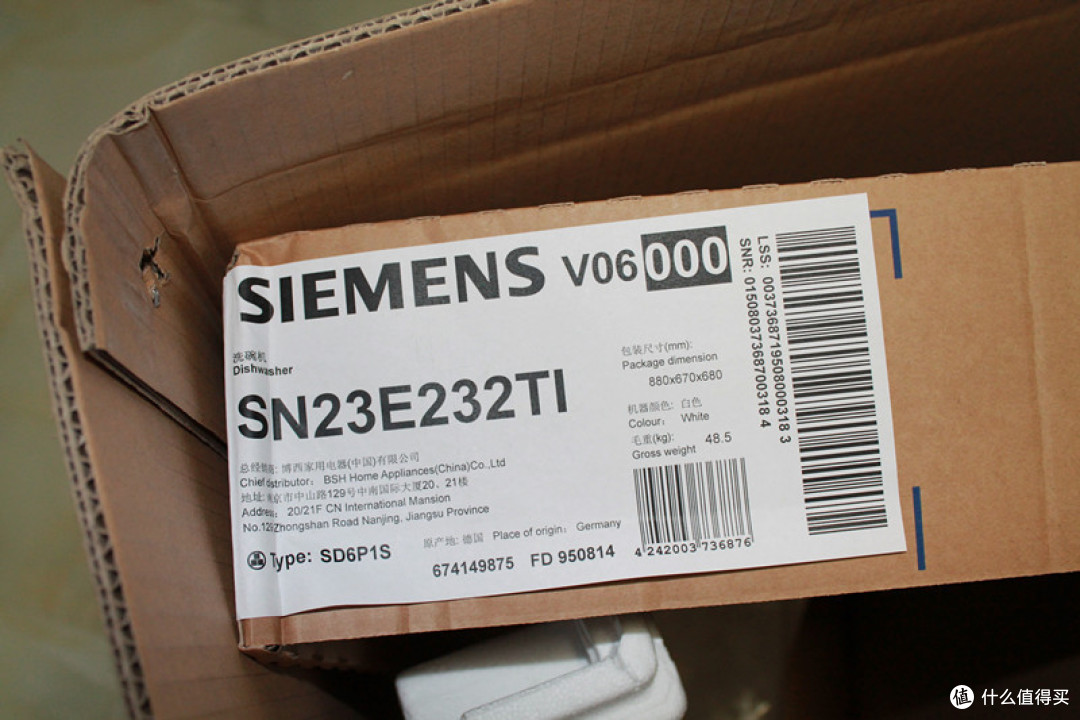 SIEMENS V06 000
洗碗机
Dishwasher
SN23E232TI
包装尺寸(mm):
Package dimension
880x670x680
机器颜色: 白色
Colour: White
毛重(kg):
Gross weight 48.5
总经销商: 博西家用电器(中国)有限公司
Chief distributor: BSH Home Appliances(China)Co.,Ltd
地址: 南京市中山路129号中南国际大厦20、21楼
Address: 20/21F CN International Mansion
No.129 Zhongshan Road Nanjing, Jiangsu Province
原产地: 德国 Place of origin: Germany
Type: SD6P1S
674149875 FD 950814
4 242003 736876
LSS: 00373687195080003183
SNR: 015080373687003184
值 什么值得买